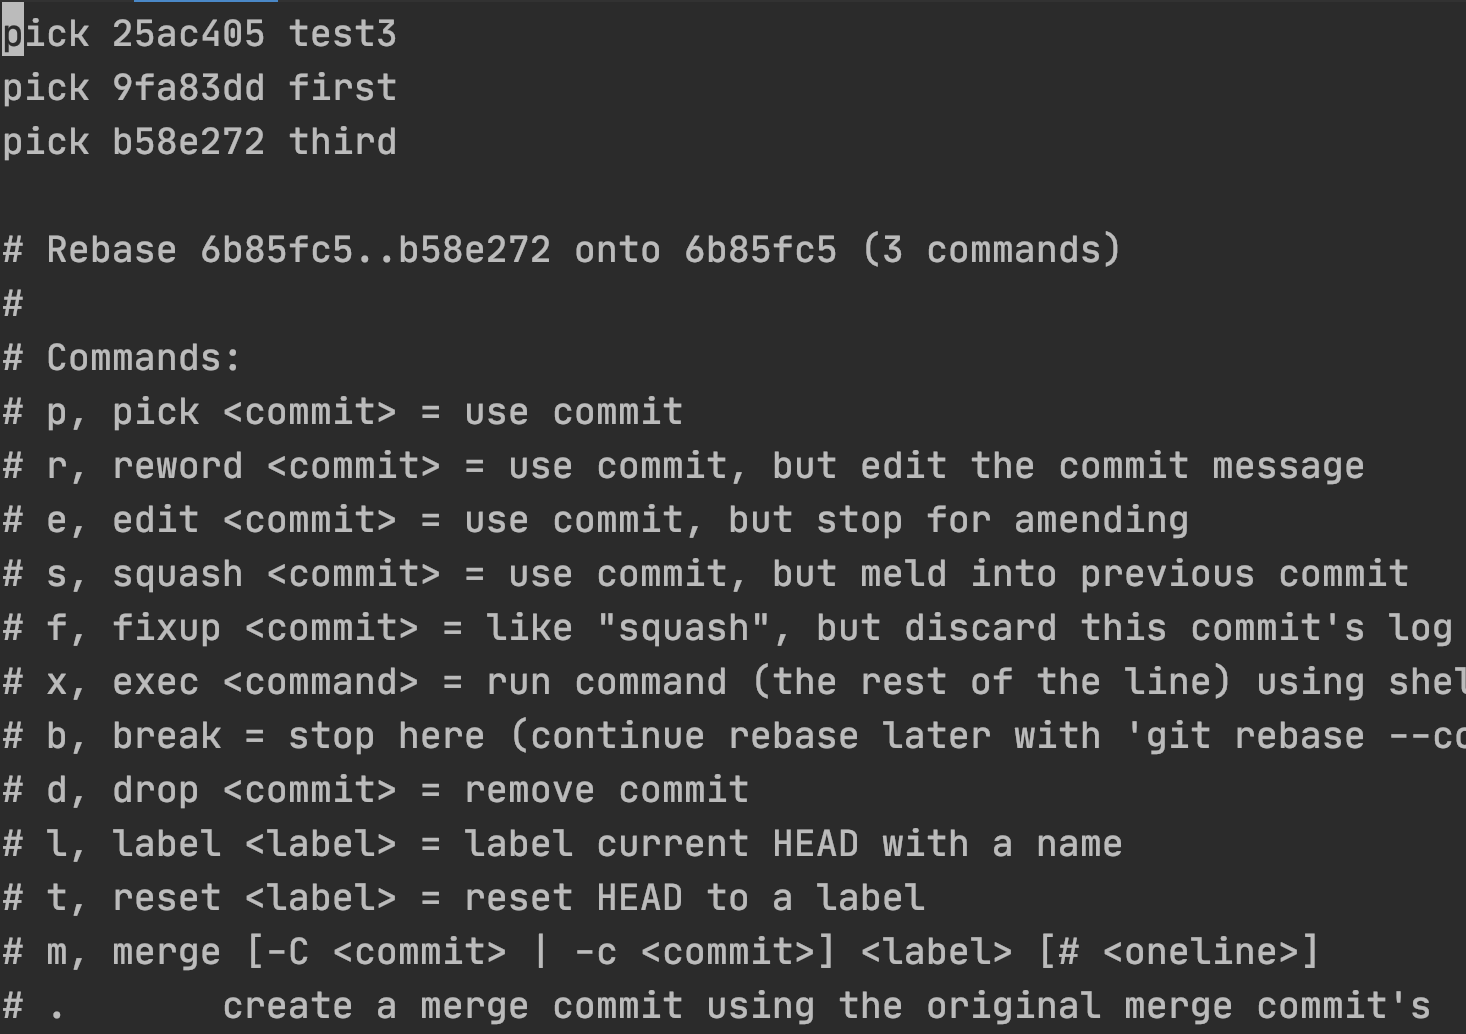 pick 25ac405 test3
pick 9fa83dd first
pick b58e272 third
# Rebase 6b85fc5..b58e272 onto 6b85fc5 (3 commands)
#
# Commands:
# p, pick <commit> = use commit
# r, reword <commit> = use commit, but edit the commit message
# e, edit <commit> = use commit, but stop for amending
# s, squash <commit> = use commit, but meld into previous commit
# f, fixup <commit> = like "squash", but discard this commit's log
# x, exec <command> = run command (the rest of the line) using shel
# b, break = stop here (continue rebase later with 'git rebase --co
# d, drop <commit> = remove commit
# l, label <label> = label current HEAD with a name
# t, reset <label> = reset HEAD to a label
# m, merge [-C <commit> | -c <commit>] <label> [# <oneline>]
# .       create a merge commit using the original merge commit's